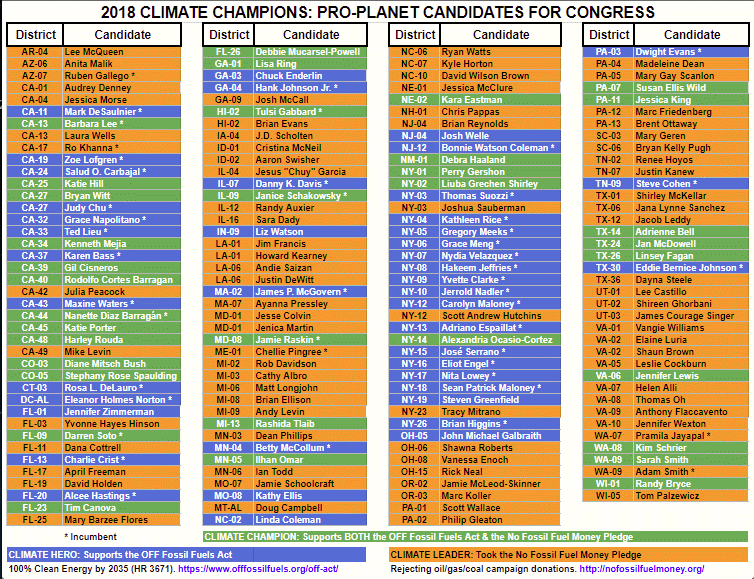 2018 CLIMATE CHAMPIONS: PRO-PLANET CANDIDATES FOR CONGRESS
District Candidate
AR-04 Lee McQueen
AZ-06 Anita Malik
AZ-07 Ruben Gallego *
CA-01 Audrey Denney
CA-04 Jessica Morse
CA-11 Mark DeSaulnier *
CA-13 Barbara Lee *
CA-13 Laura Wells
CA-17 Ro Khanna *
CA-19 Zoe Lofgren *
CA-24 Salud O. Carbajal *
CA-25 Katie Hill
CA-27 Bryan Witt
CA-27 Judy Chu *
CA-32 Grace Napolitano *
CA-33 Ted Lieu *
CA-34 Kenneth Mejia
CA-37 Karen Bass *
CA-39 Gil Cisneros
CA-40 Rodolfo Cortes Barragan
CA-42 Julia Peacock
CA-43 Maxine Waters *
CA-44 Nanette Diaz Barragán *
CA-45 Katie Porter
CA-48 Harley Rouda
CA-49 Mike Levin
CO-03 Diane Mitsch Bush
CO-05 Stephany Rose Spaulding
CT-03 Rosa L. DeLauro *
DC-AL Eleanor Holmes Norton *
FL-01 Jennifer Zimmerman
FL-03 Yvonne Hayes Hinson
FL-09 Darren Soto *
FL-11 Dana Cottrell
FL-13 Charlie Crist *
FL-17 April Freeman
FL-19 David Holden
FL-20 Alcee Hastings *
FL-23 Tim Canova
FL-25 Mary Barzee Flores
District Candidate
FL-26 Debbie Mucarsel-Powell
GA-01 Lisa Ring
GA-03 Chuck Enderlin
GA-04 Hank Johnson Jr. *
GA-09 Josh McCall
HI-02 Tulsi Gabbard *
HI-02 Brian Evans
IA-04 J.D. Scholten
ID-01 Cristina McNeil
ID-02 Aaron Swisher
IL-04 Jesus "Chuy" Garcia
IL-07 Danny K. Davis *
IL-09 Janice Schakowsky *
IL-12 Randy Auxier
IL-16 Sara Dady
IN-09 Liz Watson
LA-01 Jim Francis
LA-01 Howard Kearney
LA-06 Andie Saizan
LA-06 Justin DeWitt
MA-02 James P. McGovern *
MA-07 Ayanna Pressley
MD-01 Jesse Colvin
MD-01 Jenica Martin
MD-08 Jamie Raskin *
ME-01 Chellie Pingree *
MI-02 Rob Davidson
MI-03 Cathy Albro
MI-06 Matt Longjohn
MI-08 Brian Ellison
MI-09 Andy Levin
MI-13 Rashida Tlaib
MN-03 Dean Phillips
MN-04 Betty McCollum *
MN-05 Ilhan Omar
MN-06 Ian Todd
MO-07 Jamie Schoolcraft
MO-08 Kathy Ellis
MT-AL Doug Campbell
NC-02 Linda Coleman
District Candidate
NC-06 Ryan Watts
NC-07 Kyle Horton
NC-10 David Wilson Brown
NE-01 Jessica McClure
NE-02 Kara Eastman
NH-01 Chris Pappas
NJ-04 Brian Reynolds
NJ-04 Josh Welle
NJ-12 Bonnie Watson Coleman *
NM-01 Debra Haaland
NY-01 Perry Gershon
NY-02 Liuba Grechen Shirley
NY-03 Thomas Suozzi *
NY-03 Joshua Sauberman
NY-04 Kathleen Rice *
NY-05 Gregory Meeks *
NY-06 Grace Meng *
NY-07 Nydia Velazquez *
NY-08 Hakeem Jeffries *
NY-09 Yvette Clarke *
NY-10 Jerrold Nadler *
NY-12 Carolyn Maloney *
NY-12 Scott Andrew Hutchins
NY-13 Adriano Espaillat *
NY-14 Alexandria Ocasio-Cortez
NY-15 José Serrano *
NY-16 Eliot Engel *
NY-17 Nita Lowey *
NY-18 Sean Patrick Maloney *
NY-19 Steven Greenfield
NY-23 Tracy Mitrano
NY-26 Brian Higgins *
OH-05 John Michael Galbraith
OH-06 Shawna Roberts
OH-08 Vanessa Enoch
OH-15 Rick Neal
OR-02 Jamie McLeod-Skinner
OR-03 Marc Koller
PA-01 Scott Wallace
PA-02 Philip Gleaton
District Candidate
PA-03 Dwight Evans *
PA-04 Madeleine Dean
PA-05 Mary Gay Scanlon
PA-07 Susan Ellis Wild
PA-11 Jessica King
PA-12 Marc Friedenberg
PA-13 Brent Ottaway
SC-03 Mary Geren
SC-06 Bryan Kelly Pugh
TN-02 Renee Hoyos
TN-07 Justin Kanew
TN-09 Steve Cohen *
TX-01 Shirley McKellar
TX-06 Jana Lynne Sanchez
TX-12 Jacob Leddy
TX-14 Adrienne Bell
TX-24 Jan McDowell
TX-26 Linsey Fagan
TX-30 Eddie Bernice Johnson *
TX-36 Dayna Steele
UT-01 Lee Castillo
UT-02 Shireen Ghorbani
UT-03 James Courage Singer
VA-01 Vangie Williams
VA-02 Elaine Luria
VA-02 Shaun Brown
VA-05 Leslie Cockburn
VA-06 Jennifer Lewis
VA-07 Helen Alli
VA-08 Thomas Oh
VA-09 Anthony Flaccavento
VA-10 Jennifer Wexton
WA-07 Pramila Jayapal *
WA-08 Kim Schrier
WA-09 Sarah Smith
WA-09 Adam Smith *
WI-01 Randy Bryce
WI-05 Tom Palzewicz
* Incumbent
CLIMATE CHAMPION: Supports BOTH the OFF Fossil Fuels Act & the No Fossil Fuel Money Pledge
CLIMATE HERO: Supports the OFF Fossil Fuels Act
CLIMATE LEADER: Took the No Fossil Fuel Money Pledge
100% Clean Energy by 2035 (HR 3671). https://www.offfossilfuels.org/off-act/
Rejecting oil/gas/coal campaign donations. http://nofossilfuelmoney.org/